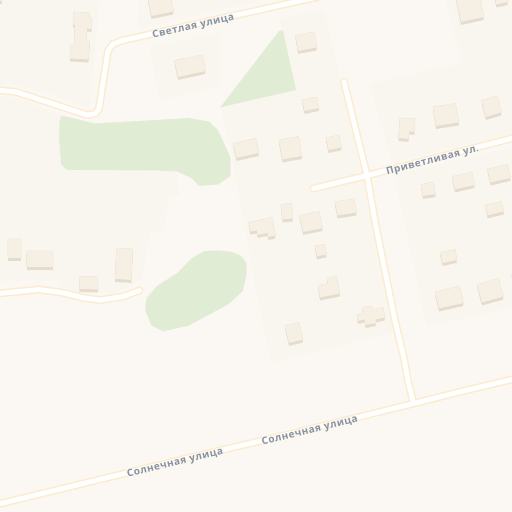 Светлая улица
Приветливая ул.
Солнечная улица
Солнечная улица